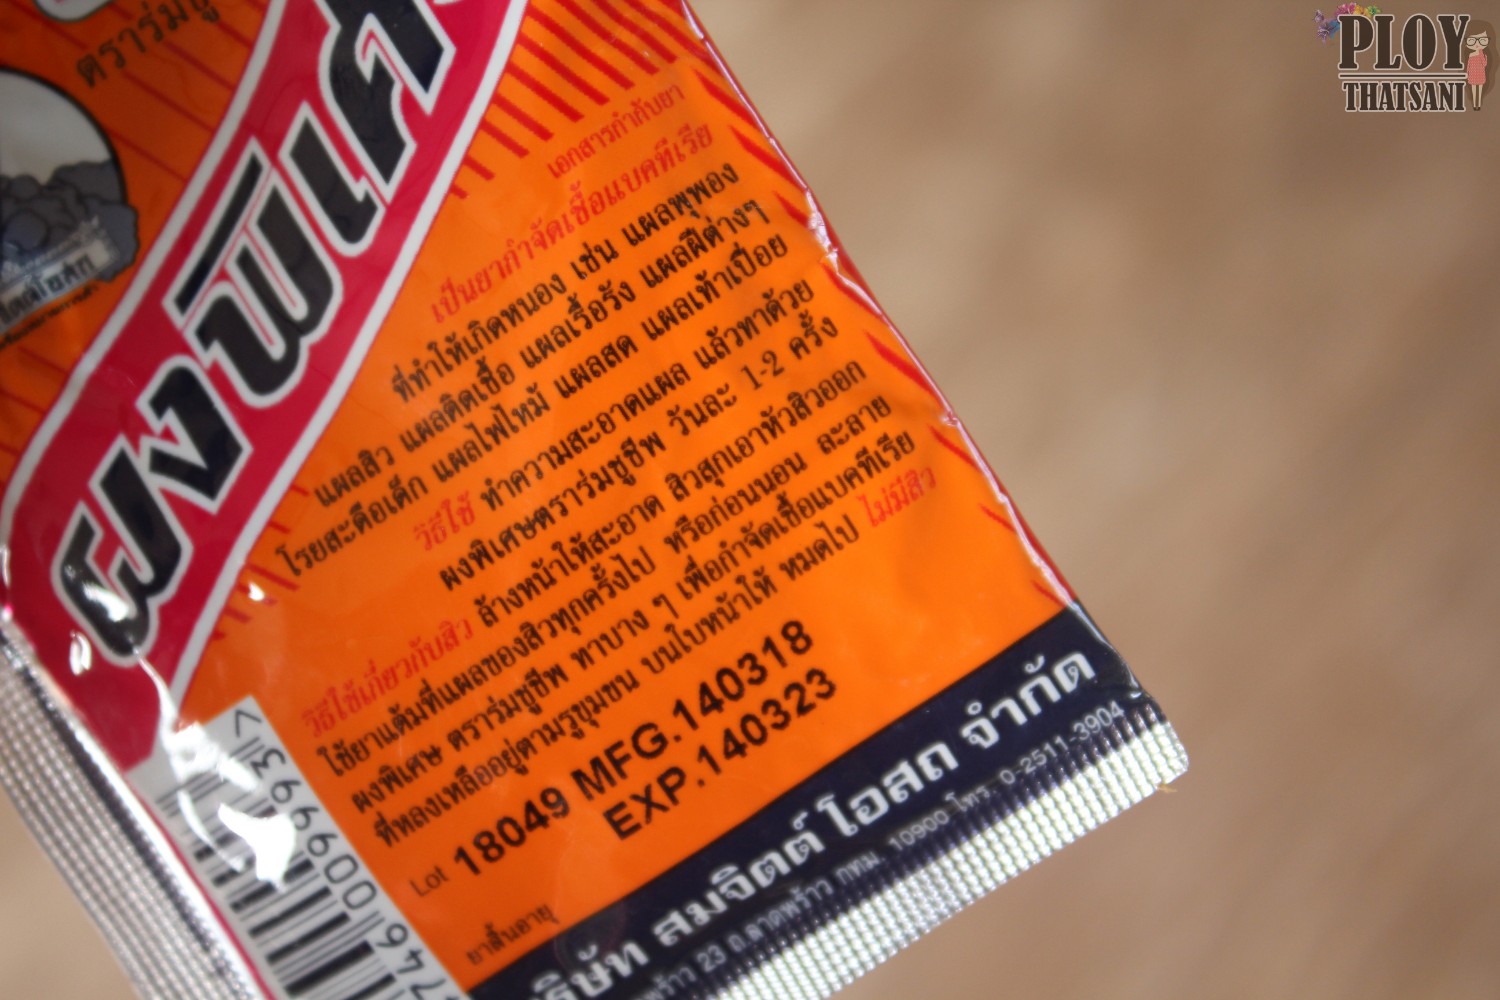 PLOY
THATSANI
ตราร่มชู
ผงพิเศ
เอกสารกำกับยา
เป็นยากำจัดเชื้อแบคทีเรีย
ที่ทำให้เกิดหนอง เช่น แผลพุพอง
แผลสิว แผลติดเชื้อ แผลเรื้อรัง แผลฝีต่างๆ
โรยสะดือเด็ก แผลไฟไหม้ แผลสด แผลเท้าเปื่อย
วิธีใช้ ทำความสะอาดแผล แล้วทาด้วย
ผงพิเศษตราร่มชูชีพ วันละ 1-2 ครั้ง
วิธีใช้เกี่ยวกับสิว ล้างหน้าให้สะอาด สิวสุกเอาหัวสิวออก
ใช้ยาแต้มที่แผลของสิวทุกครั้งไป หรือก่อนนอน ละลาย
ผงพิเศษ ตราร่มชูชีพ ทาบาง ๆ เพื่อกำจัดเชื้อแบคทีเรีย
ที่หลงเหลืออยู่ตามรูขุมขน บนใบหน้าให้ หมดไป ไม่มีสิว
Lot 18049 MFG.140318
EXP.140323
ยาสิ้นอายุ
ริษัท สมจิตต์ โอสถ จำกัด
23 ถ.ลาดพร้าว กทม. 10900 โทร. 0-2511-3904